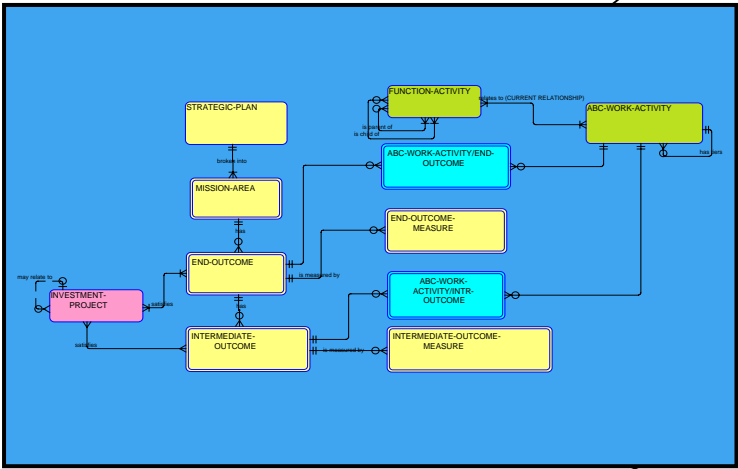 FUNCTION-ACTIVITY
STRATEGIC-PLAN
relates to (CURRENT RELATIONSHIP)
ABC-WORK-ACTIVITY
is parent of
is child of
broken into
ABC-WORK-ACTIVITY/END-
OUTCOME
has tiers
MISSION-AREA
END-OUTCOME-
MEASURE
has
END-OUTCOME
is measured by
may relate to
INVESTMENT-
PROJECT
satisfies
has
ABC-WORK-
ACTIVITY/INTR-
OUTCOME
INTERMEDIATE-
OUTCOME
INTERMEDIATE-OUTCOME-
MEASURE
satisfies
is measured by